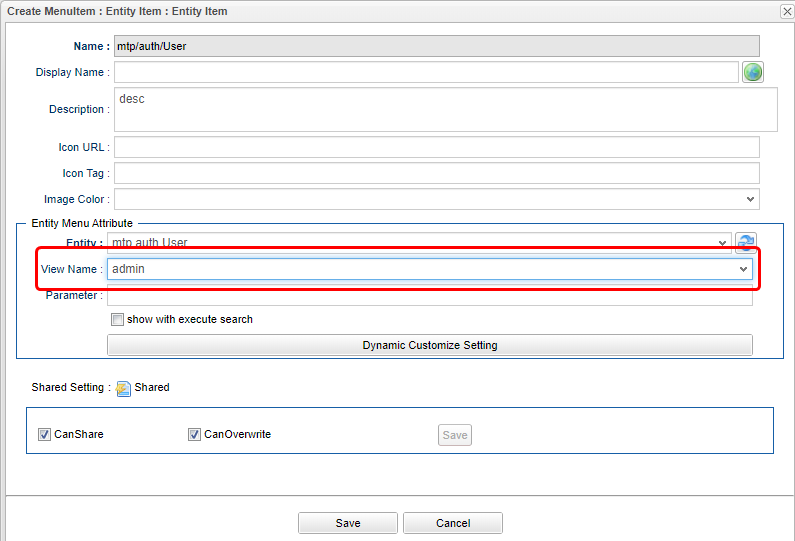 Create MenuItem : Entity Item : Entity Item
Name : mtp/auth/User
Display Name :
Description : desc
Icon URL :
Icon Tag :
Image Color :
Entity Menu Attribute
Entity : mtp.auth.User
View Name : admin
Parameter :
show with execute search
Dynamic Customize Setting
Shared Setting : Shared
CanShare CanOverwrite Save
Save Cancel